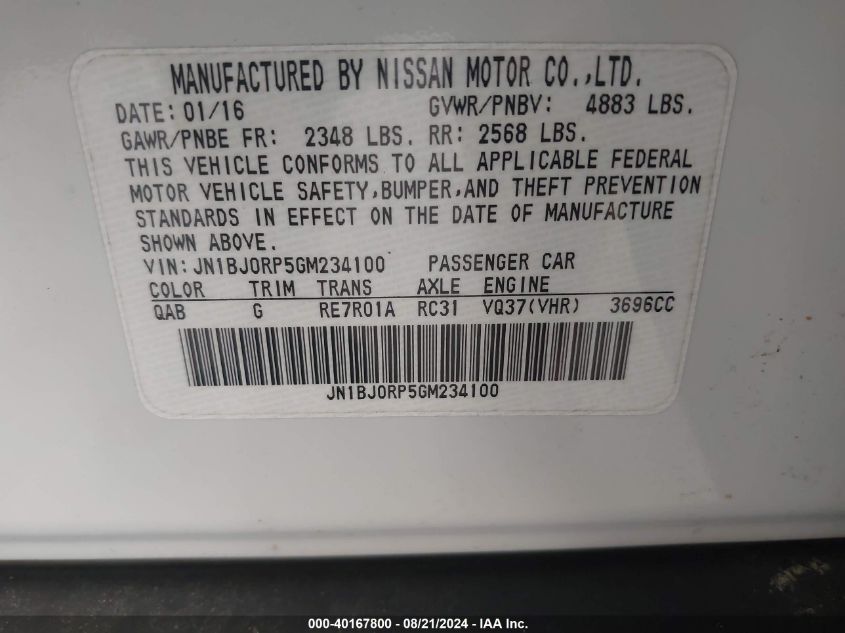 MANUFACTURED BY NISSAN MOTOR CO.,LTD.
DATE: 01/16 GVWR/PNBV: 4883 LBS.
GAWR/PNBE FR: 2348 LBS. RR: 2568 LBS.
THIS VEHICLE CONFORMS TO ALL APPLICABLE FEDERAL
MOTOR VEHICLE SAFETY,BUMPER,AND THEFT PREVENTION
STANDARDS IN EFFECT ON THE DATE OF MANUFACTURE
SHOWN ABOVE.
VIN: JN1BJ0RP5GM234100 PASSENGER CAR
COLOR TRIM TRANS AXLE ENGINE
QAB G RE7R01A RC31 VQ37(VHR) 3696CC
JN1BJ0RP5GM234100
000-40167800 - 08/21/2024 - IAA Inc.